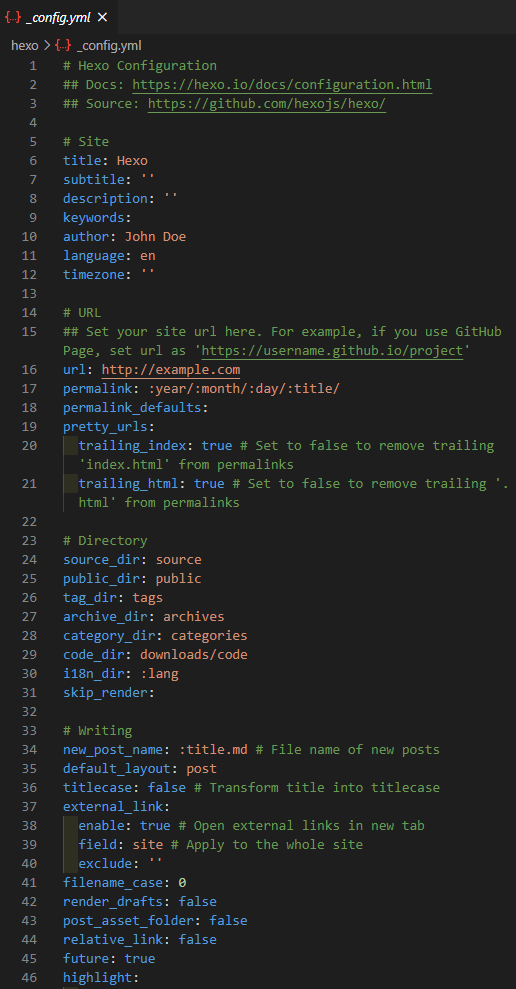 _config.yml
hexo > _config.yml
1 # Hexo Configuration
2 ## Docs: https://hexo.io/docs/configuration.html
3 ## Source: https://github.com/hexojs/hexo/
4
5 # Site
6 title: Hexo
7 subtitle: ''
8 description: ''
9 keywords:
10 author: John Doe
11 language: en
12 timezone: ''
13
14 # URL
15 ## Set your site url here. For example, if you use GitHub
Page, set url as 'https://username.github.io/project'
16 url: http://example.com
17 permalink: :year/:month/:day/:title/
18 permalink_defaults:
19 pretty_urls:
20 trailing_index: true # Set to false to remove trailing
'index.html' from permalinks
21 trailing_html: true # Set to false to remove trailing '.
html' from permalinks
22
23 # Directory
24 source_dir: source
25 public_dir: public
26 tag_dir: tags
27 archive_dir: archives
28 category_dir: categories
29 code_dir: downloads/code
30 i18n_dir: :lang
31 skip_render:
32
33 # Writing
34 new_post_name: :title.md # File name of new posts
35 default_layout: post
36 titlecase: false # Transform title into titlecase
37 external_link:
38 enable: true # Open external links in new tab
39 field: site # Apply to the whole site
40 exclude: ''
41 filename_case: 0
42 render_drafts: false
43 post_asset_folder: false
44 relative_link: false
45 future: true
46 highlight: